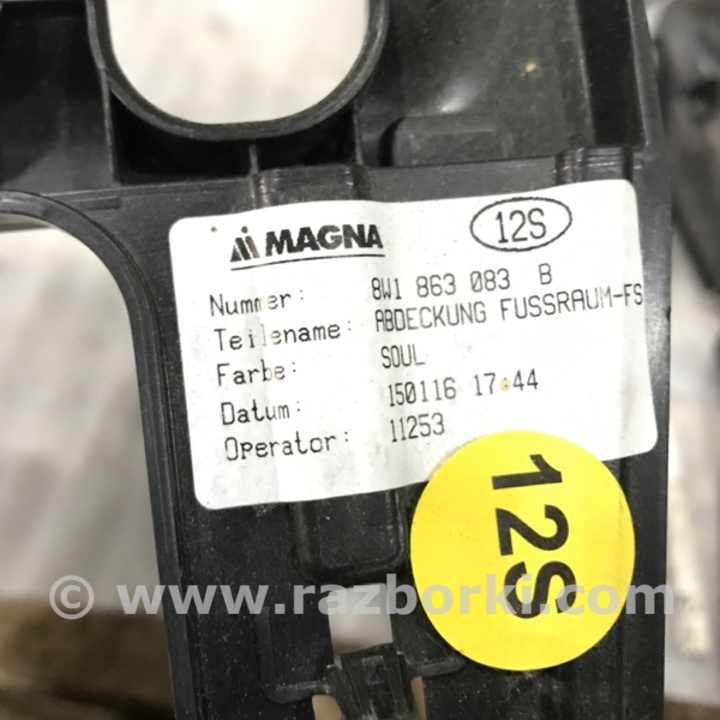 MAGNA 12S
Nummer: 8W1 863 083 B
Teilename: ABDECKUNG FUSSRAUM-FS
Farbe: SOUL
Datum: 150116 17:44
Operator: 11253
12S
© www.razborki.com